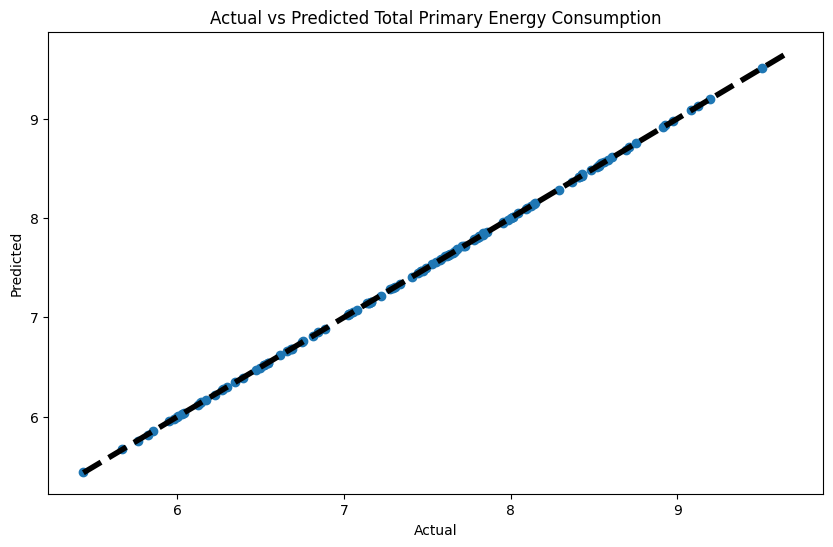 Actual vs Predicted Total Primary Energy Consumption
9
8
7
6
Predicted
6 7 8 9
Actual